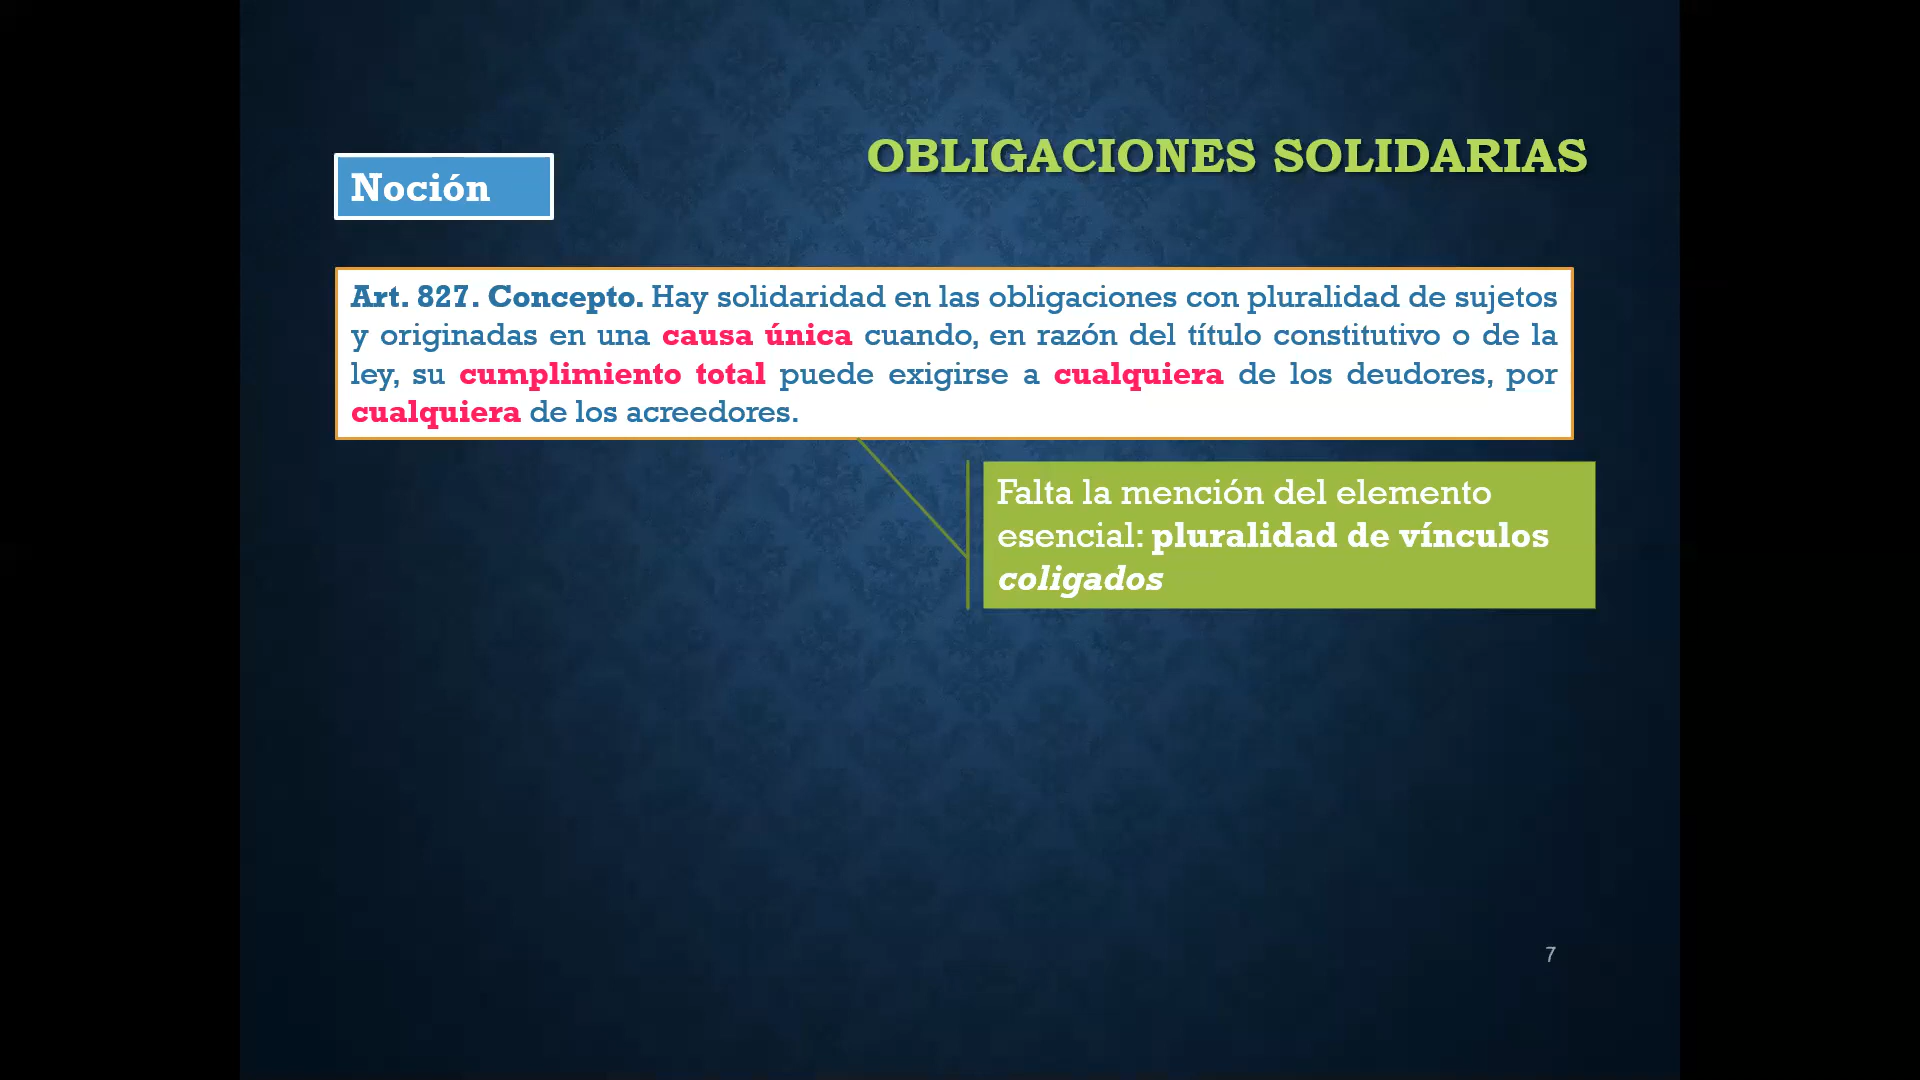 OBLIGACIONES SOLIDARIAS
Noción
Art. 827. Concepto. Hay solidaridad en las obligaciones con pluralidad de sujetos
y originadas en una causa única cuando, en razón del título constitutivo o de la
ley, su cumplimiento total puede exigirse a cualquiera de los deudores, por
cualquiera de los acreedores.
Falta la mención del elemento
esencial: pluralidad de vínculos
coligados
7